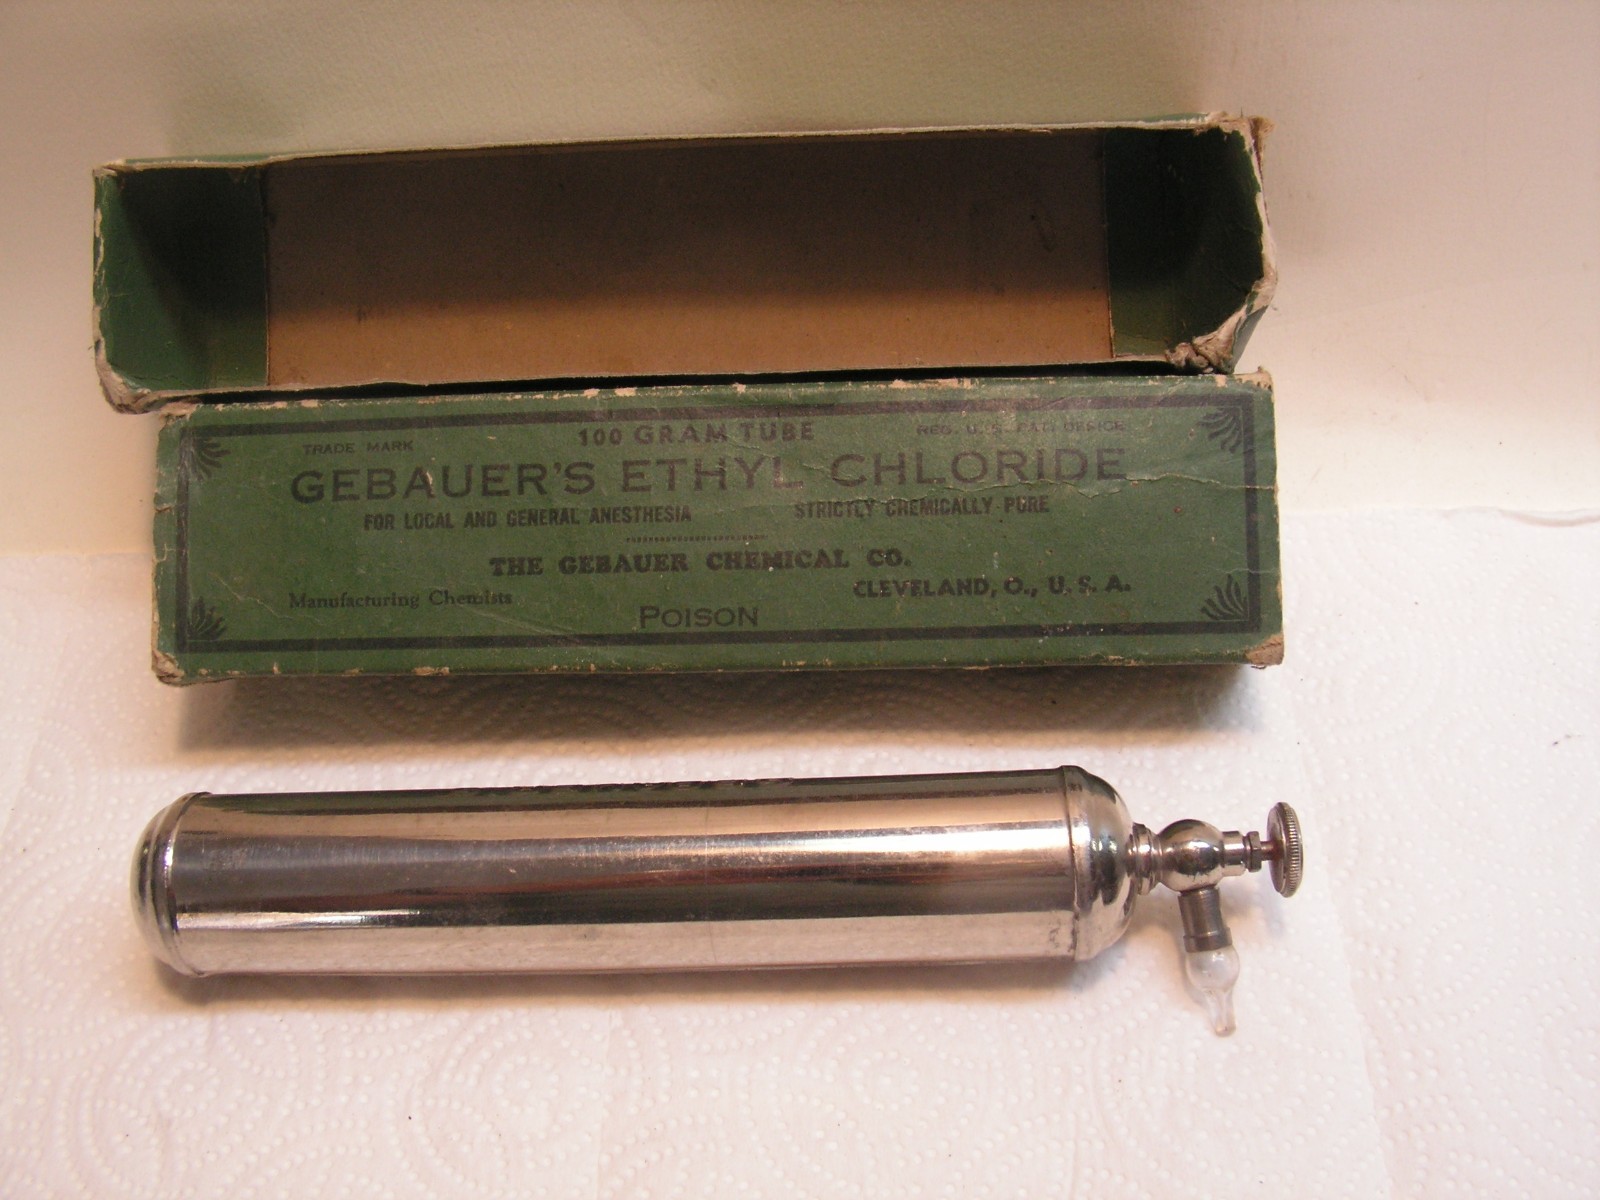 100 GRAM TUBE
TRADE MARK REG. U. S. PAT. OFFICE
GEBAUER'S ETHYL CHLORIDE
FOR LOCAL AND GENERAL ANESTHESIA STRICTLY CHEMICALLY PURE
THE GEBAUER CHEMICAL CO.
Manufacturing Chemists CLEVELAND, O., U. S. A.
POISON